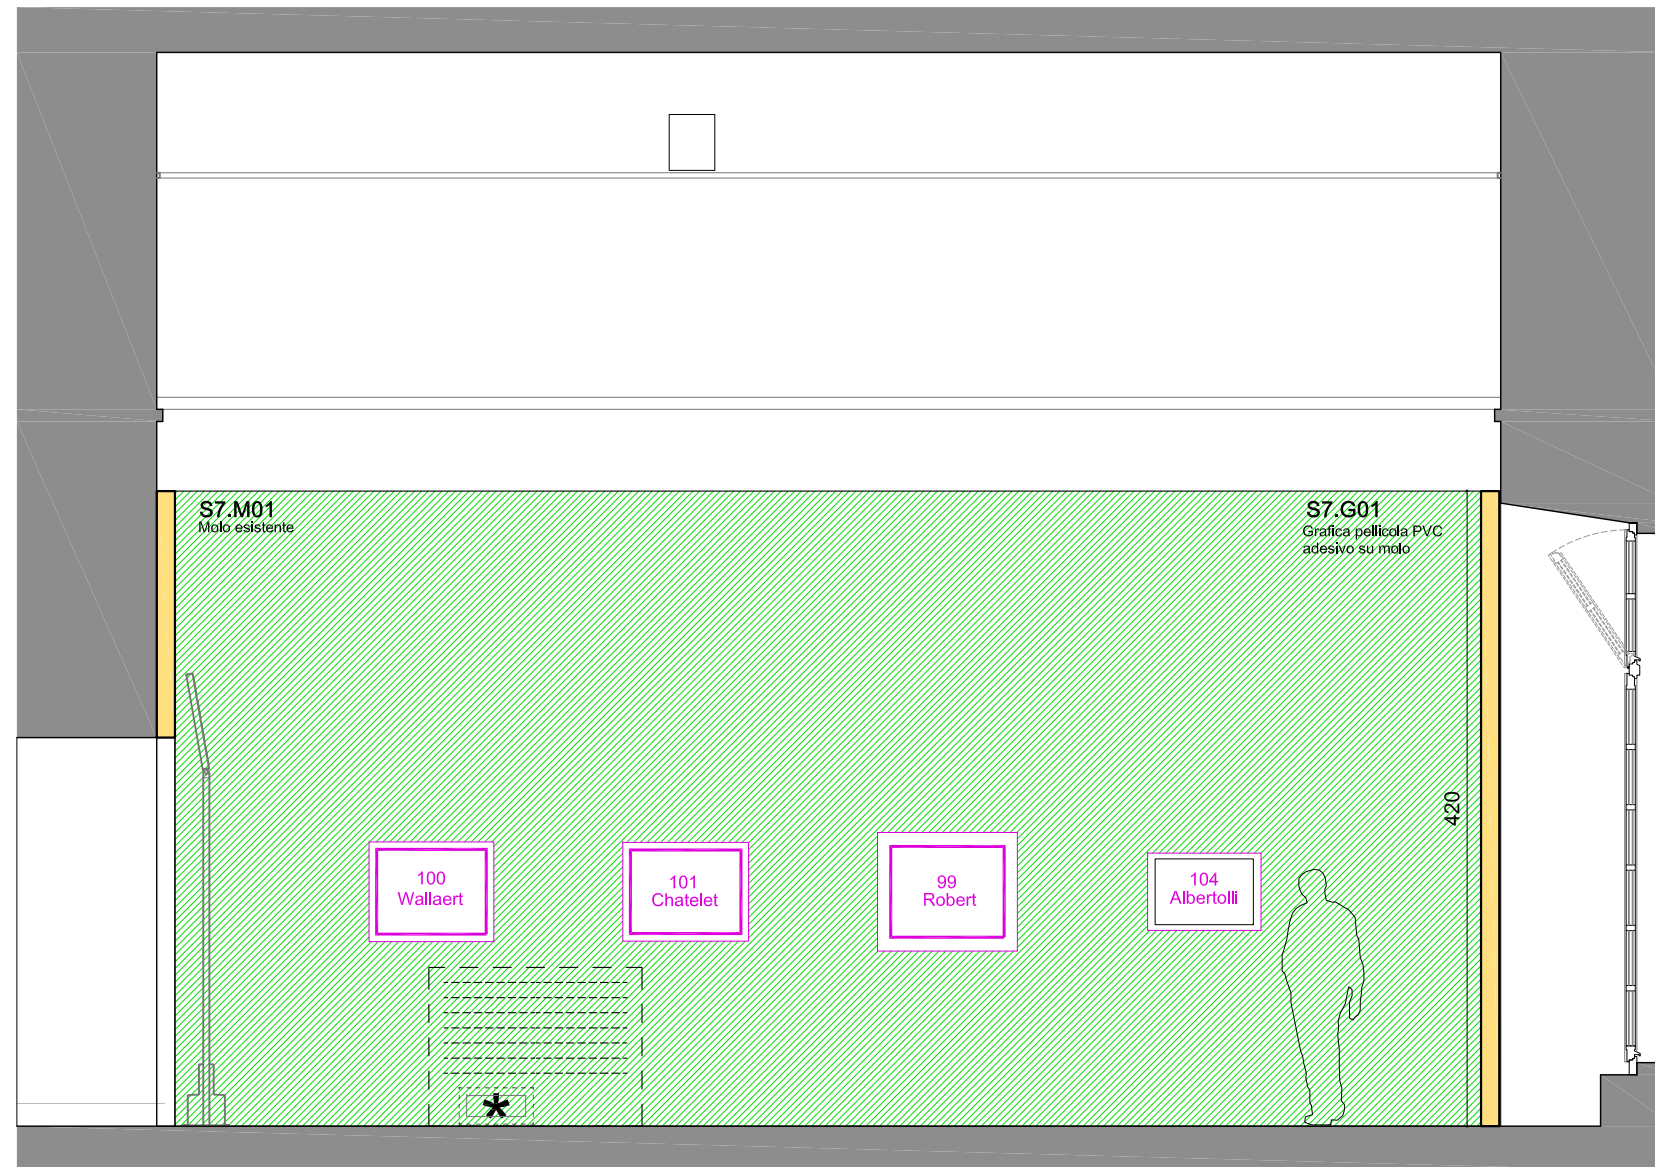 S7.M01
Molo esistente
S7.G01
Grafica pellicola PVC
adesivo su molo
420
100
Wallaert
101
Chatelet
99
Robert
104
Albertolli
*